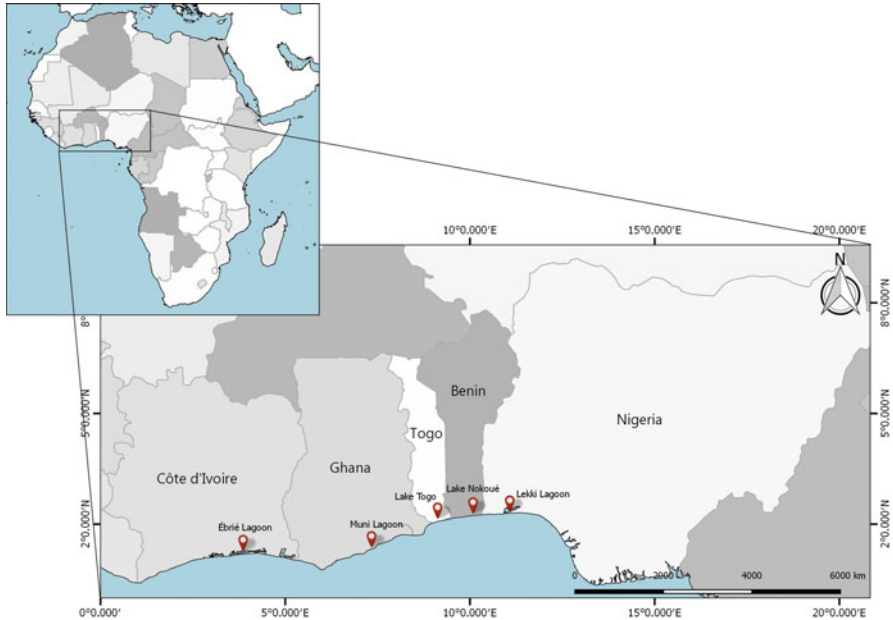 10°0.000'E 15°0.000'E 20°0.000'E
N
8°0.000'N 8°0.000'N
Benin
5°0.000'N 5°0.000'N
Nigeria
Togo
Ghana
Côte d'Ivoire
Lake Nokoué
Lake Togo Lekki Lagoon
Ébrié Lagoon Muni Lagoon
2°0.000'N 2°0.000'N
0 2000 4000 6000 km
0°0.000' 5°0.000'E 10°0.000'E 15°0.000'E 20°0.000'E